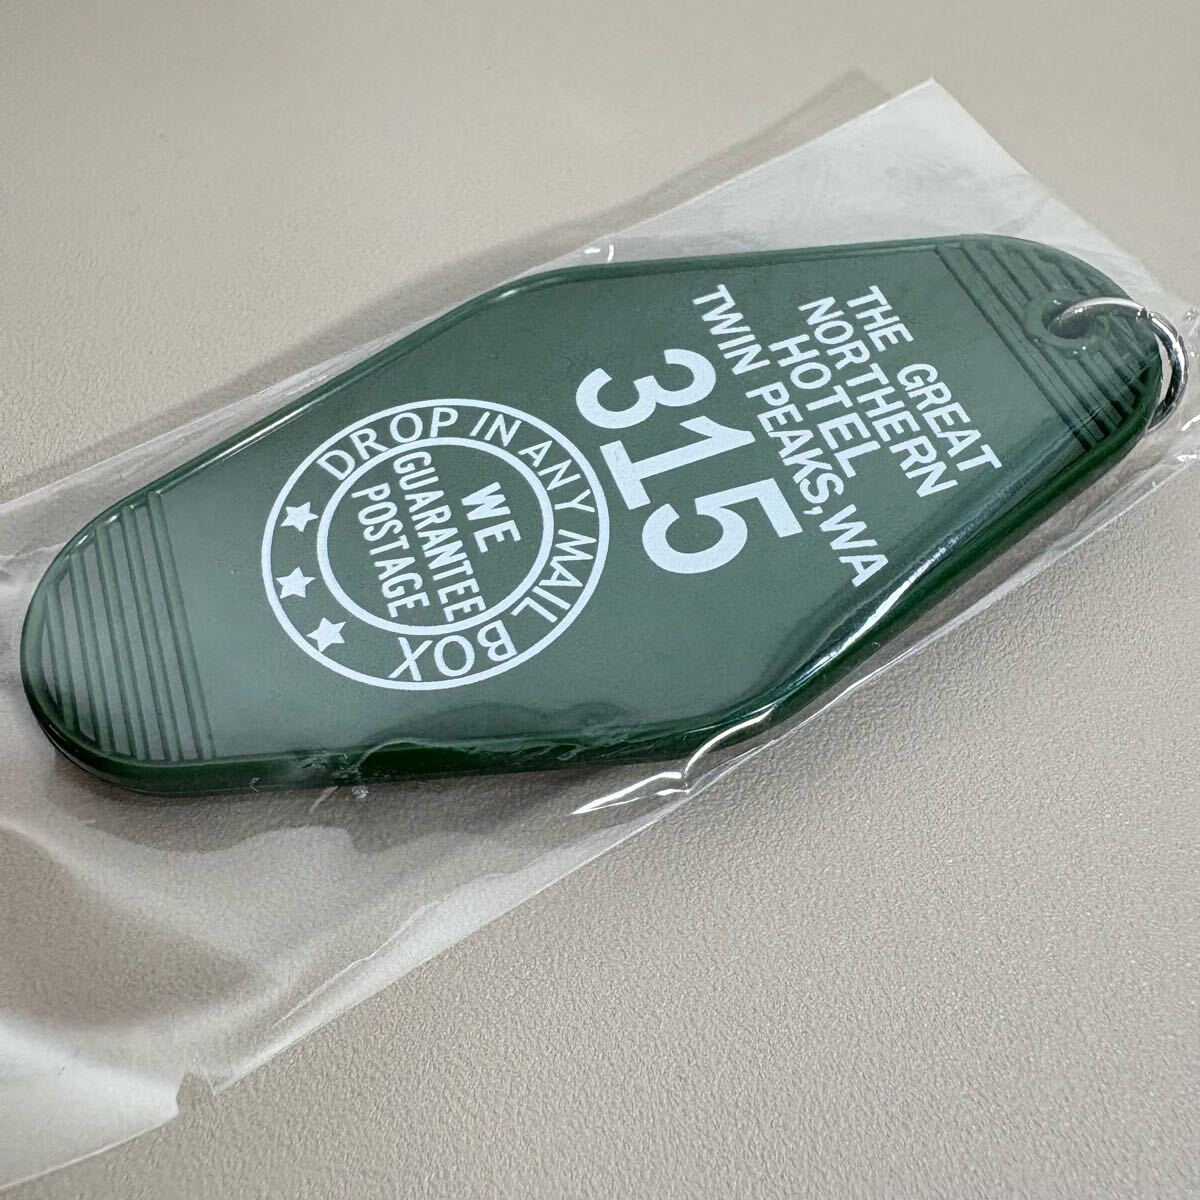 THE GREAT
NORTHERN
HOTEL
TWIN PEAKS, WA
315
DROP IN ANY MAIL BOX
WE
GUARANTEE
POSTAGE